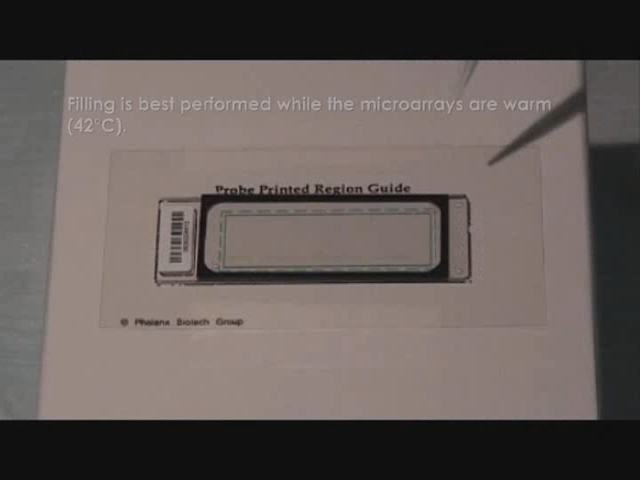 Filling is best performed while the microarrays are warm
(42°C).
Probe Printed Region Guide
© Phalanx Biotech Group